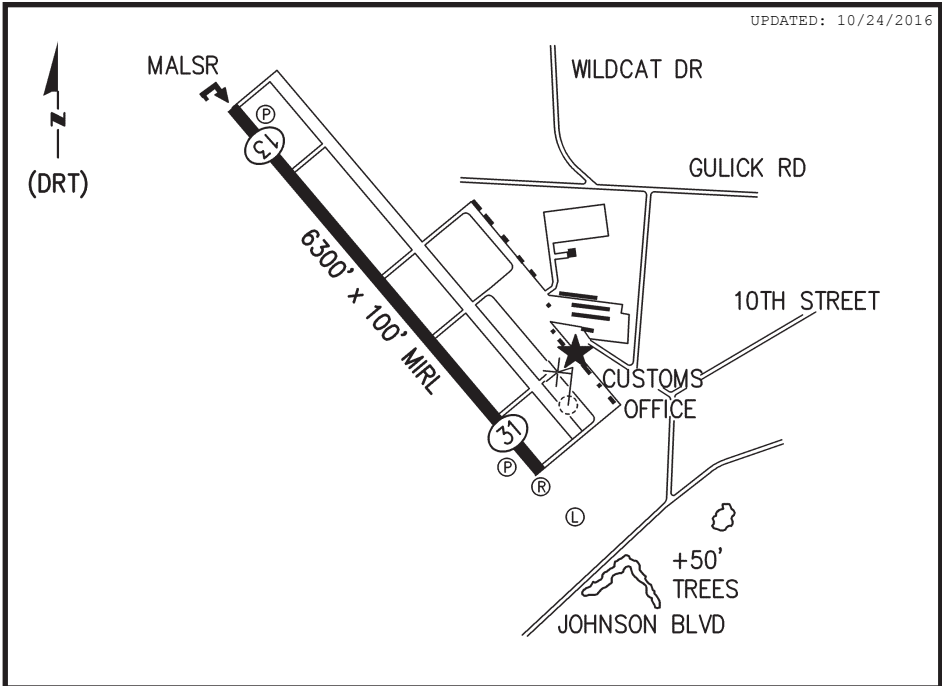 UPDATED: 10/24/2016
MALSR
WILDCAT DR
N
(DRT)
P
13
GULICK RD
6300' x 100' MIRL
10TH STREET
CUSTOMS
OFFICE
31
P
R
L
+50'
TREES
JOHNSON BLVD